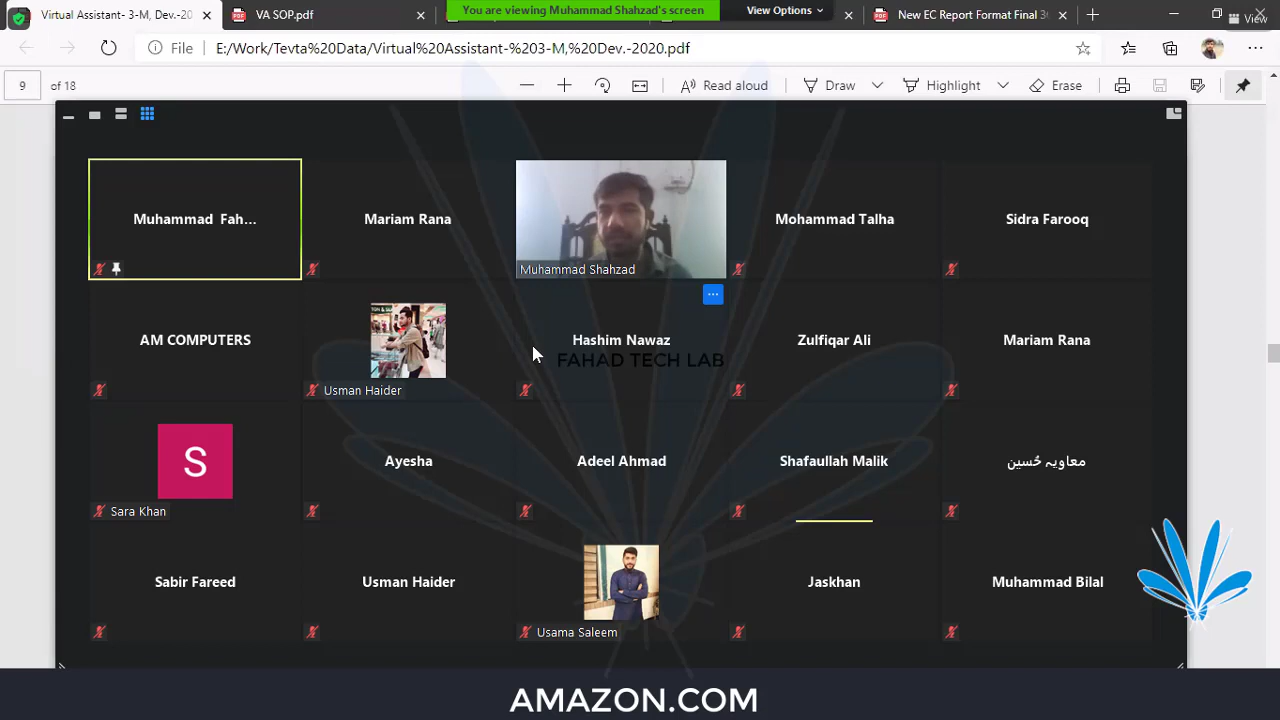 Virtual Assistant- 3-M, Dev.-20
VA SOP.pdf
You are viewing Muhammad Shahzad's screen
View Options
New EC Report Format Final 3
View
File
E:/Work/Tevta%20Data/Virtual%20Assistant-%203-M,%20Dev.-2020.pdf
9 of 18
Read aloud
Draw
Highlight
Erase
Muhammad Fah...
Mariam Rana
Muhammad Shahzad
Mohammad Talha
Sidra Farooq
AM COMPUTERS
Usman Haider
Hashim Nawaz
FAHAD TECH LAB
Zulfiqar Ali
Mariam Rana
S
Sara Khan
Ayesha
Adeel Ahmad
Shafaullah Malik
معاویہ حُسین
Sabir Fareed
Usman Haider
Usama Saleem
Jaskhan
Muhammad Bilal
AMAZON.COM